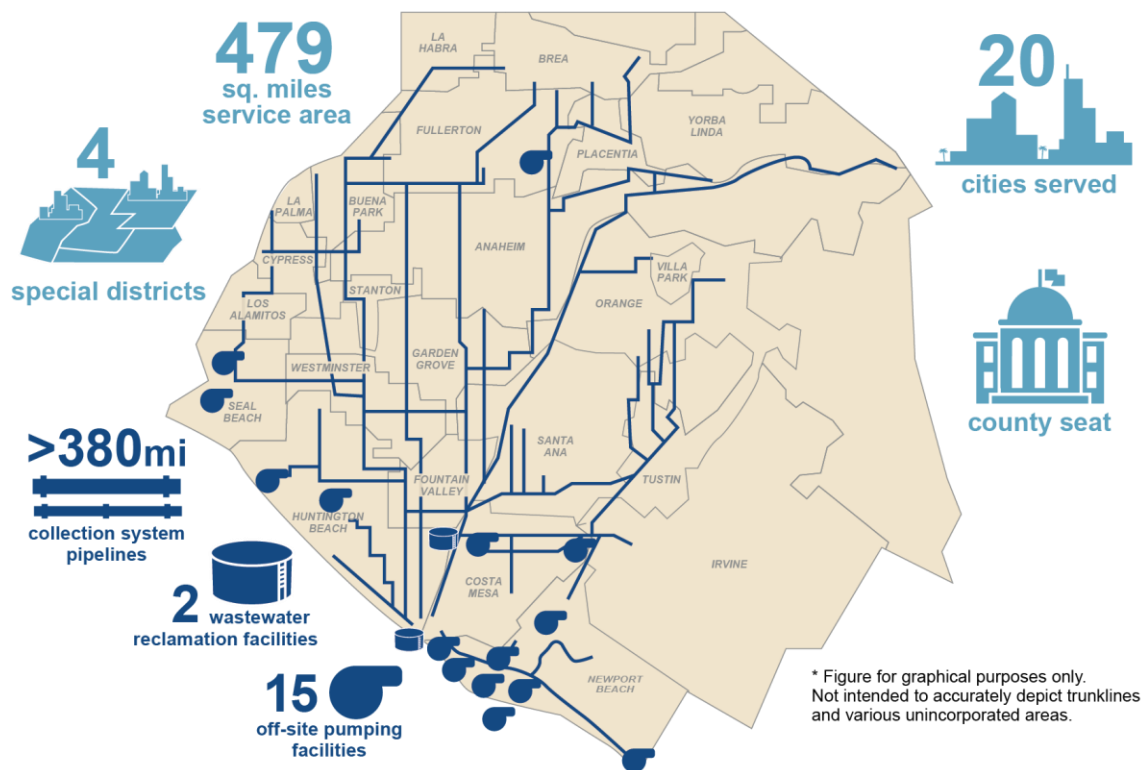 479
sq. miles
service area
20
cities served
4
special districts
county seat
>380mi
collection system
pipelines
2 wastewater
reclamation facilities
15
off-site pumping
facilities
LA
HABRA
BREA
FULLERTON
YORBA
LINDA
PLACENTIA
LA
PALMA
BUENA
PARK
ANAHEIM
CYPRESS
STANTON
VILLA
PARK
ORANGE
LOS
ALAMITOS
WESTMINSTER
GARDEN
GROVE
SEAL
BEACH
SANTA
ANA
FOUNTAIN
VALLEY
TUSTIN
HUNTINGTON
BEACH
IRVINE
COSTA
MESA
NEWPORT
BEACH
* Figure for graphical purposes only.
Not intended to accurately depict trunklines
and various unincorporated areas.